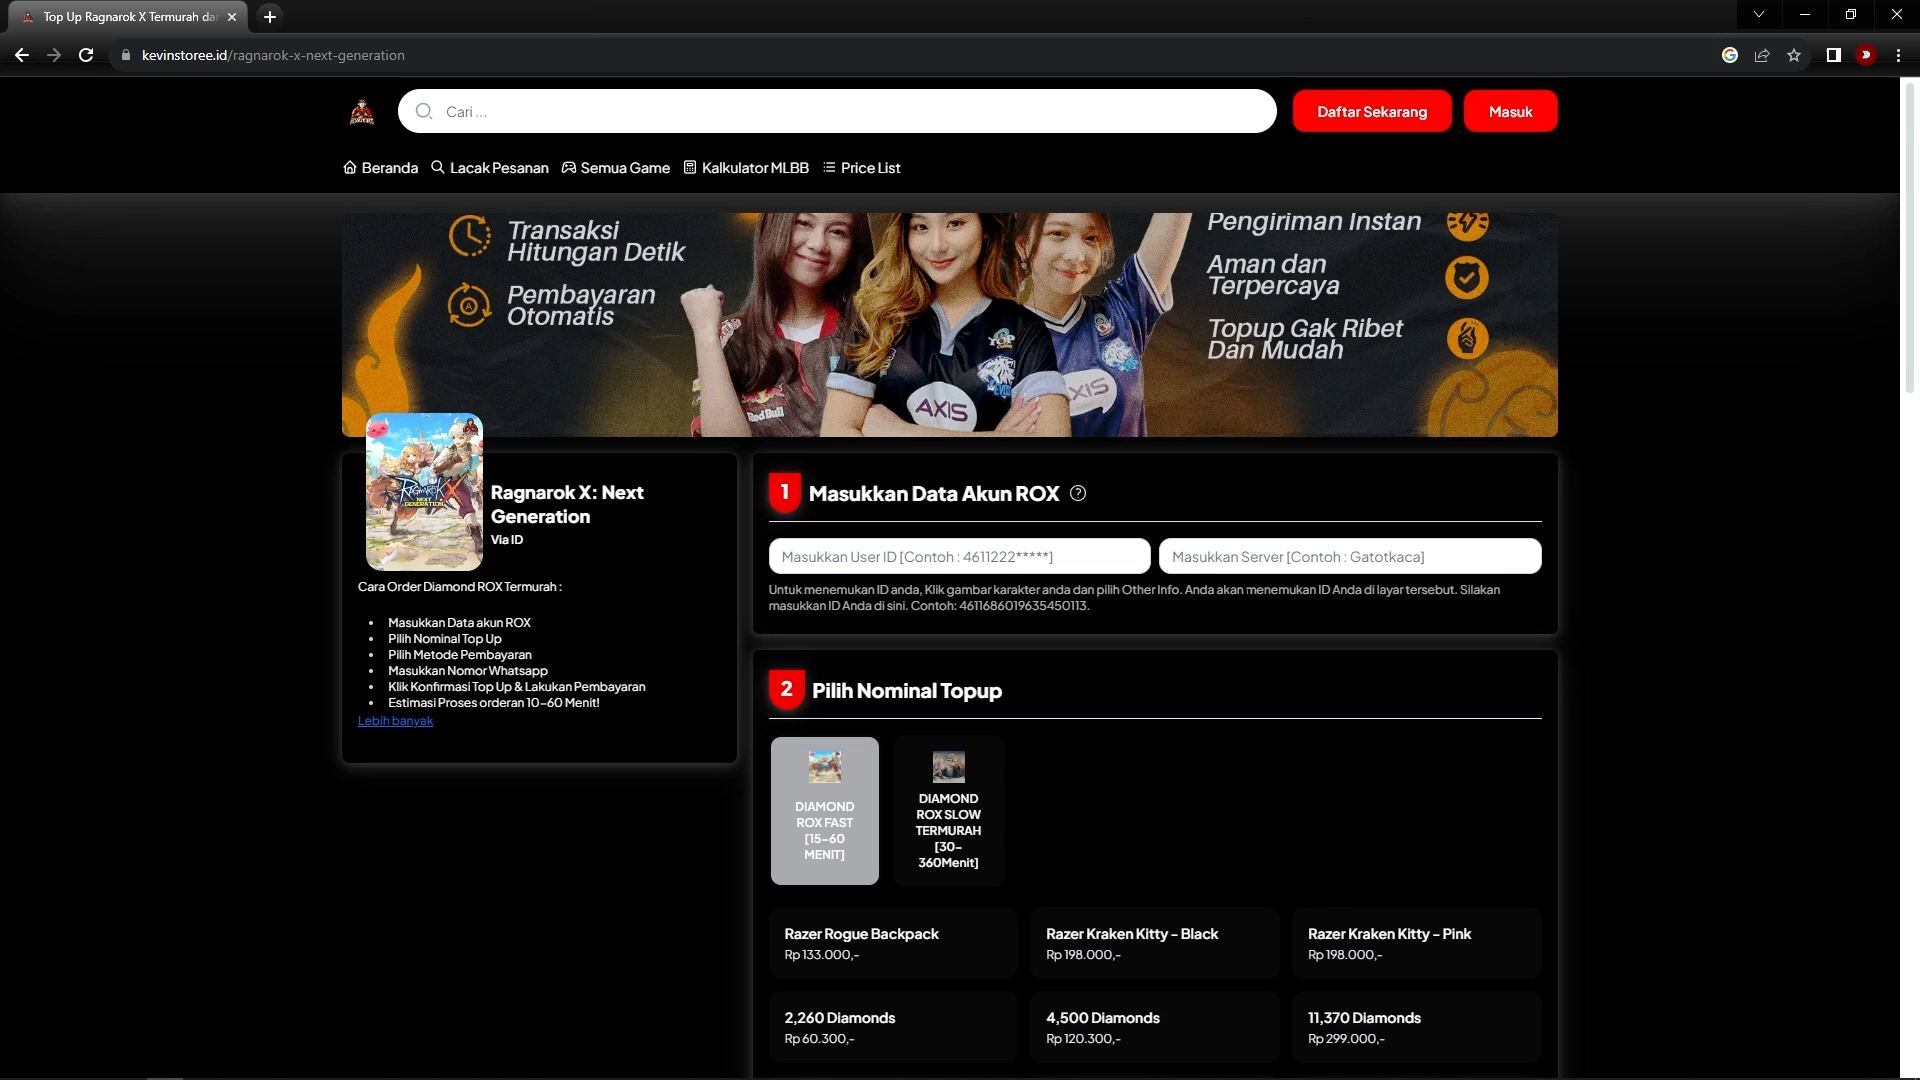 Top Up Ragnarok X Termurah dar
kevinstoree.id/ragnarok-x-next-generation
Cari ...
Daftar Sekarang
Masuk
Beranda
Lacak Pesanan
Semua Game
Kalkulator MLBB
Price List
Transaksi
Hitungan Detik
Pembayaran
Otomatis
Pengiriman Instan
Aman dan
Terpercaya
Topup Gak Ribet
Dan Mudah
Red Bull
AXIS
AXIS
RAGNAROK X
NEXT GENERATION
Ragnarok X: Next
Generation
Via ID
Cara Order Diamond ROX Termurah :
Masukkan Data akun ROX
Pilih Nominal Top Up
Pilih Metode Pembayaran
Masukkan Nomor Whatsapp
Klik Konfirmasi Top Up & Lakukan Pembayaran
Estimasi Proses orderan 10-60 Menit!
Lebih banyak
1 Masukkan Data Akun ROX
Masukkan User ID [Contoh : 4611222*****]
Masukkan Server [Contoh : Gatotkaca]
Untuk menemukan ID anda, Klik gambar karakter anda dan pilih Other Info. Anda akan menemukan ID Anda di layar tersebut. Silakan
masukkan ID Anda di sini. Contoh: 4611686019635450113.
2 Pilih Nominal Topup
DIAMOND
ROX FAST
[15-60
MENIT]
DIAMOND
ROX SLOW
TERMURAH
[30-
360Menit]
Razer Rogue Backpack
Rp 133.000,-
Razer Kraken Kitty - Black
Rp 198.000,-
Razer Kraken Kitty - Pink
Rp 198.000,-
2,260 Diamonds
Rp 60.300,-
4,500 Diamonds
Rp 120.300,-
11,370 Diamonds
Rp 299.000,-